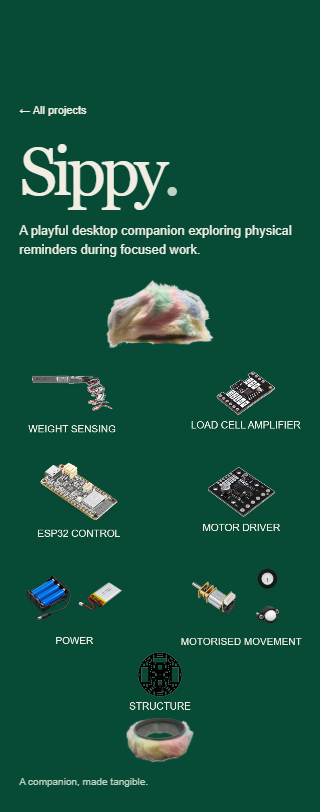 ← All projects
Sippy.
A playful desktop companion exploring physical
reminders during focused work.
WEIGHT SENSING
LOAD CELL AMPLIFIER
ESP32 CONTROL
MOTOR DRIVER
POWER
MOTORISED MOVEMENT
STRUCTURE
A companion, made tangible.